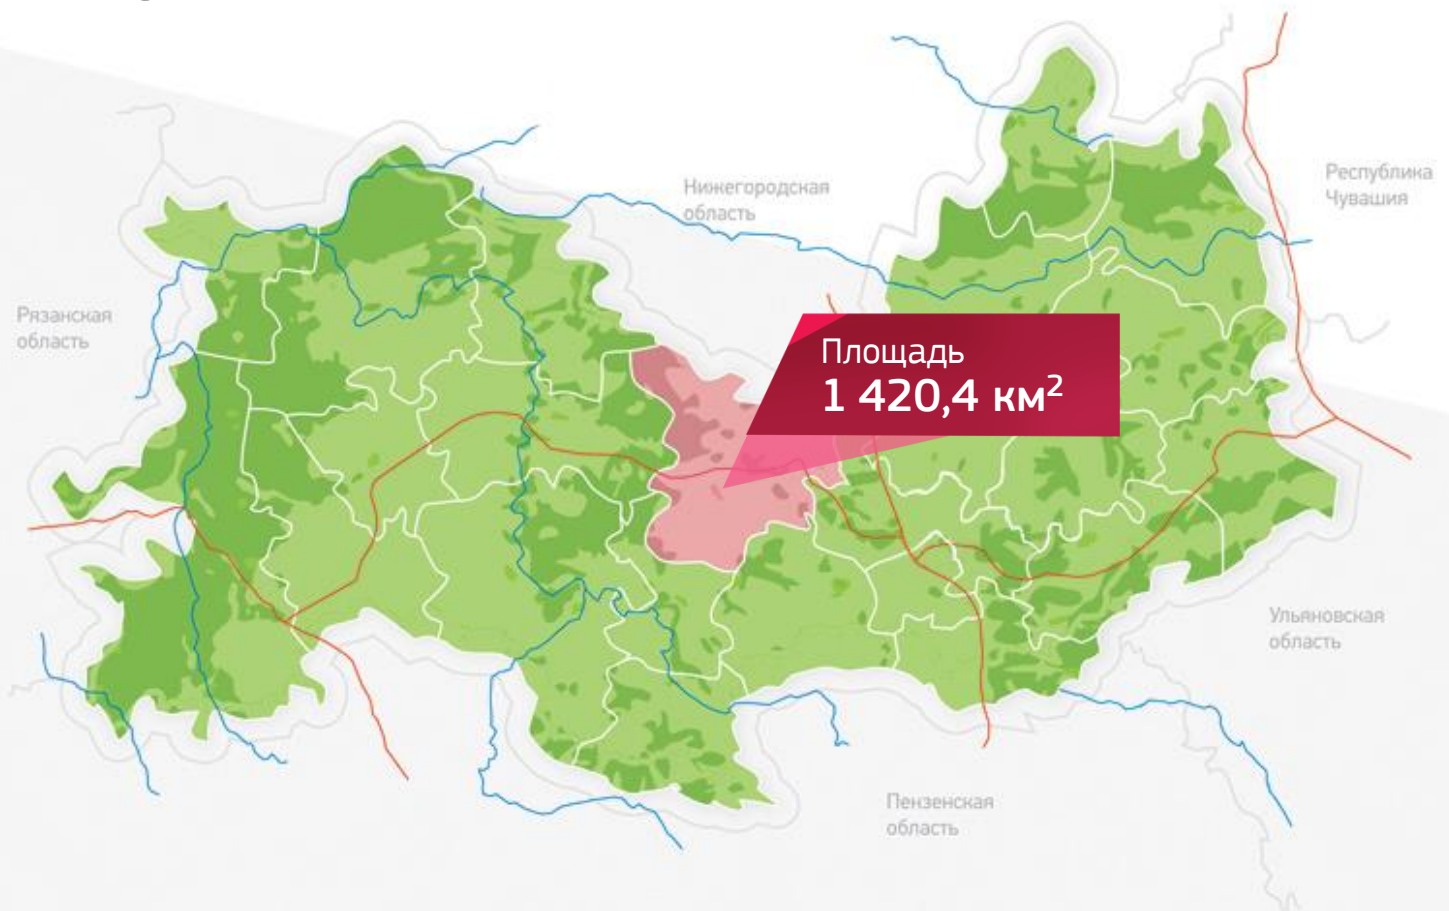 Нижегородская
область
Республика
Чувашия
Рязанская
область
Площадь
1 420,4 км²
Ульяновская
область
Пензенская
область